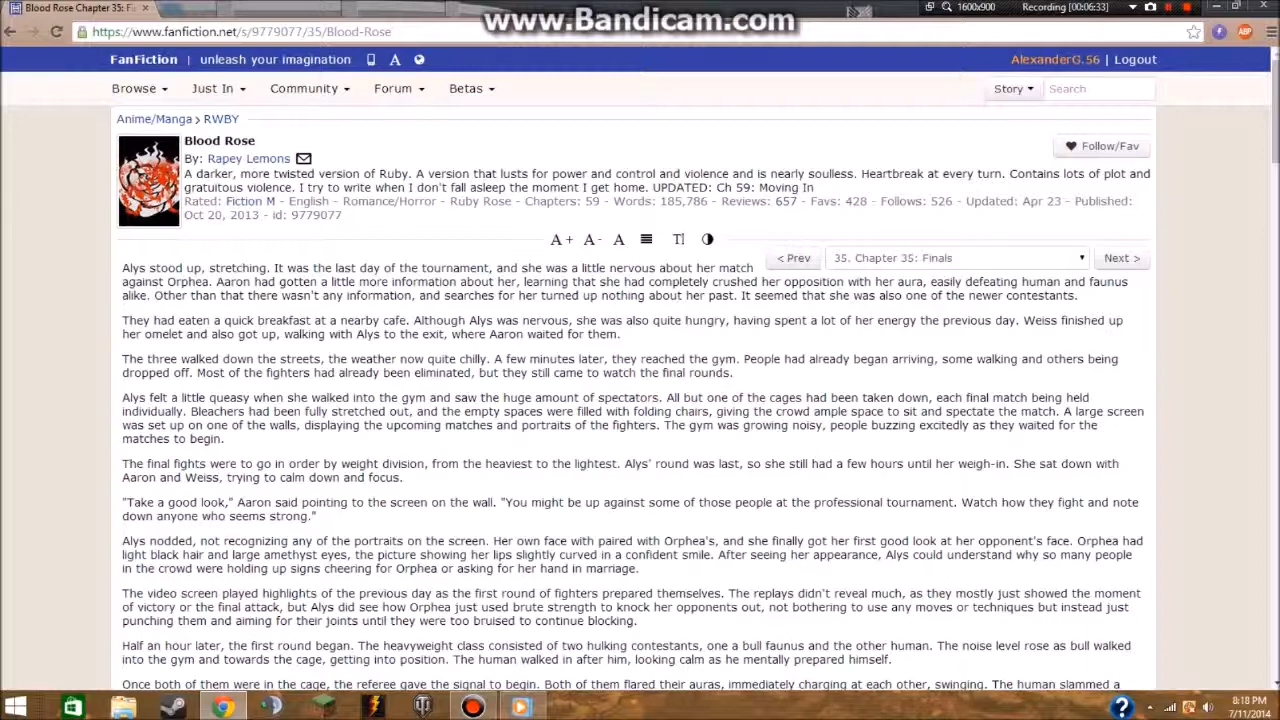 Blood Rose Chapter 35: Fi
www.Bandicam.com
1600x900
Recording [00:06:33]
https://www.fanfiction.net/s/9779077/35/Blood-Rose
ABP
FanFiction | unleash your imagination A
AlexanderG.56 | Logout
Browse Just In Community Forum Betas
Story Search
Anime/Manga > RWBY
Blood Rose
Follow/Fav
By: Rapey Lemons
A darker, more twisted version of Ruby. A version that lusts for power and control and violence and is nearly soulless. Heartbreak at every turn. Contains lots of plot and
gratuitous violence. I try to write when I don't fall asleep the moment I get home. UPDATED: Ch 59: Moving In
Rated: Fiction M - English - Romance/Horror - Ruby Rose - Chapters: 59 - Words: 185,786 - Reviews: 657 - Favs: 428 - Follows: 526 - Updated: Apr 23 - Published:
Oct 20, 2013 - id: 9779077
A + A - A
< Prev 35. Chapter 35: Finals Next >
Alys stood up, stretching. It was the last day of the tournament, and she was a little nervous about her match
against Orphea. Aaron had gotten a little more information about her, learning that she had completely crushed her opposition with her aura, easily defeating human and faunus
alike. Other than that there wasn't any information, and searches for her turned up nothing about her past. It seemed that she was also one of the newer contestants.
They had eaten a quick breakfast at a nearby cafe. Although Alys was nervous, she was also quite hungry, having spent a lot of her energy the previous day. Weiss finished up
her omelet and also got up, walking with Alys to the exit, where Aaron waited for them.
The three walked down the streets, the weather now quite chilly. A few minutes later, they reached the gym. People had already began arriving, some walking and others being
dropped off. Most of the fighters had already been eliminated, but they still came to watch the final rounds.
Alys felt a little queasy when she walked into the gym and saw the huge amount of spectators. All but one of the cages had been taken down, each final match being held
individually. Bleachers had been fully stretched out, and the empty spaces were filled with folding chairs, giving the crowd ample space to sit and spectate the match. A large screen
was set up on one of the walls, displaying the upcoming matches and portraits of the fighters. The gym was growing noisy, people buzzing excitedly as they waited for the
matches to begin.
The final fights were to go in order by weight division, from the heaviest to the lightest. Alys' round was last, so she still had a few hours until her weigh-in. She sat down with
Aaron and Weiss, trying to calm down and focus.
"Take a good look," Aaron said pointing to the screen on the wall. "You might be up against some of those people at the professional tournament. Watch how they fight and note
down anyone who seems strong."
Alys nodded, not recognizing any of the portraits on the screen. Her own face with paired with Orphea's, and she finally got her first good look at her opponent's face. Orphea had
light black hair and large amethyst eyes, the picture showing her lips slightly curved in a confident smile. After seeing her appearance, Alys could understand why so many people
in the crowd were holding up signs cheering for Orphea or asking for her hand in marriage.
The video screen played highlights of the previous day as the first round of fighters prepared themselves. The replays didn't reveal much, as they mostly just showed the moment
of victory or the final attack, but Alys did see how Orphea just used brute strength to knock her opponents out, not bothering to use any moves or techniques but instead just
punching them and aiming for their joints until they were too bruised to continue blocking.
Half an hour later, the first round began. The heavyweight class consisted of two hulking contestants, one a bull faunus and the other human. The noise level rose as bull walked
into the gym and towards the cage, getting into position. The human walked in after him, looking calm as he mentally prepared himself.
Once both of them were in the cage, the referee gave the signal to begin. Both of them flared their auras, immediately charging at each other, swinging. The human slammed a
8:18 PM
7/11/2014